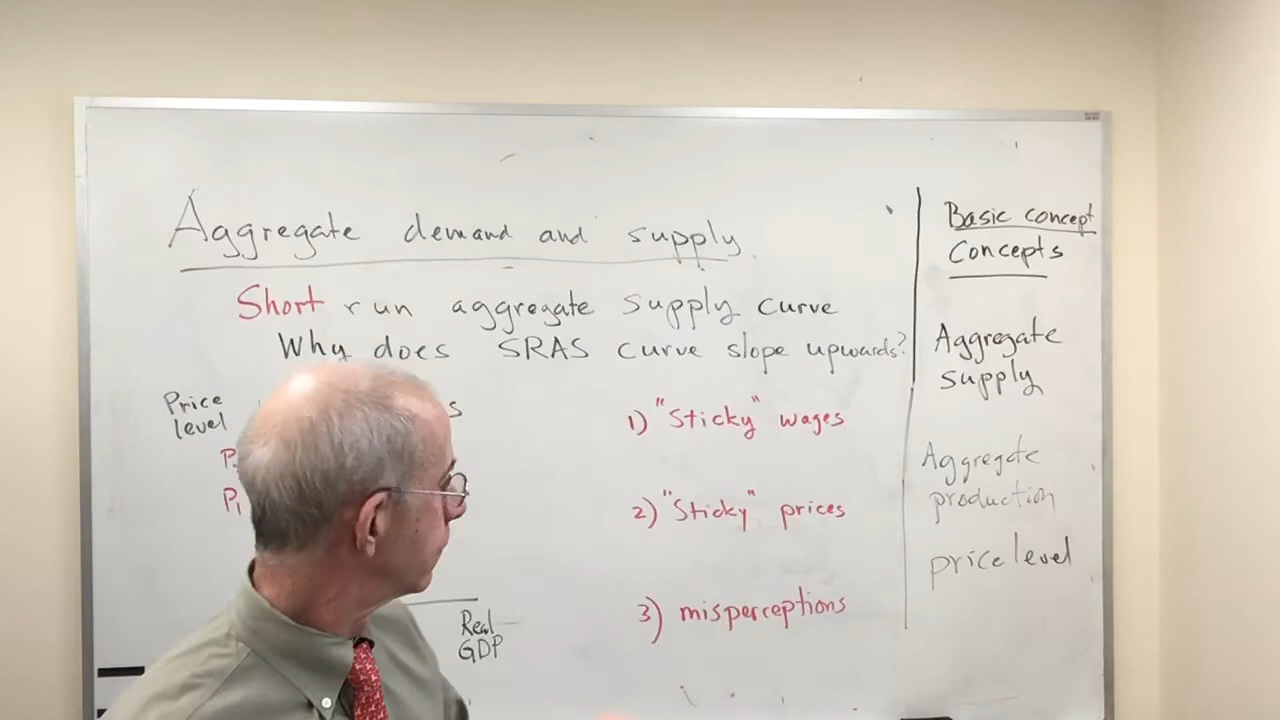 Aggregate demand and supply
Short run aggregate supply curve
Why does SRAS curve slope upwards?
Price
level
P
P1
Real
GDP
1) "Sticky" wages
2) "Sticky" prices
3) misperceptions
Basic concept
Concepts
Aggregate
supply
Aggregate
production
price level